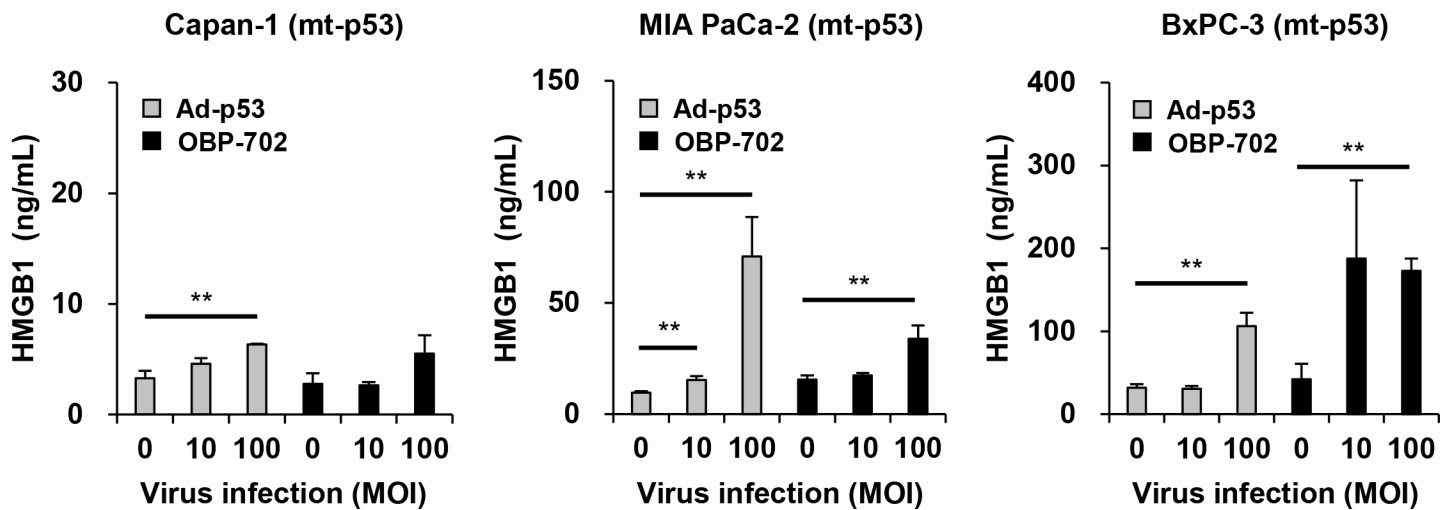 Capan-1 (mt-p53)
HMGB1 (ng/mL)
30
20
10
0
Ad-p53
OBP-702
**
0 10 100 0 10 100
Virus infection (MOI)
MIA PaCa-2 (mt-p53)
HMGB1 (ng/mL)
150
100
50
0
Ad-p53
OBP-702
**
**
**
0 10 100 0 10 100
Virus infection (MOI)
BxPC-3 (mt-p53)
HMGB1 (ng/mL)
400
300
200
100
0
Ad-p53
OBP-702
**
**
0 10 100 0 10 100
Virus infection (MOI)